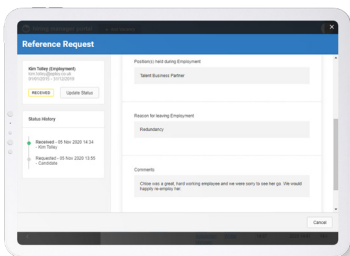 Reference Request
Kim Tolley (Employment)
RECEIVED
Update Status
Status History
Received - 05 Nov 2020 14:34
- Kim Tolley
Requested - 05 Nov 2020 13:55
- Candidate
Position(s) held during Employment
Talent Business Partner
Reason for leaving Employment
Redundancy
Comments
Chloe was a great, hard working employee and we were sorry to see her go. We would
happily re-employ her.
Cancel